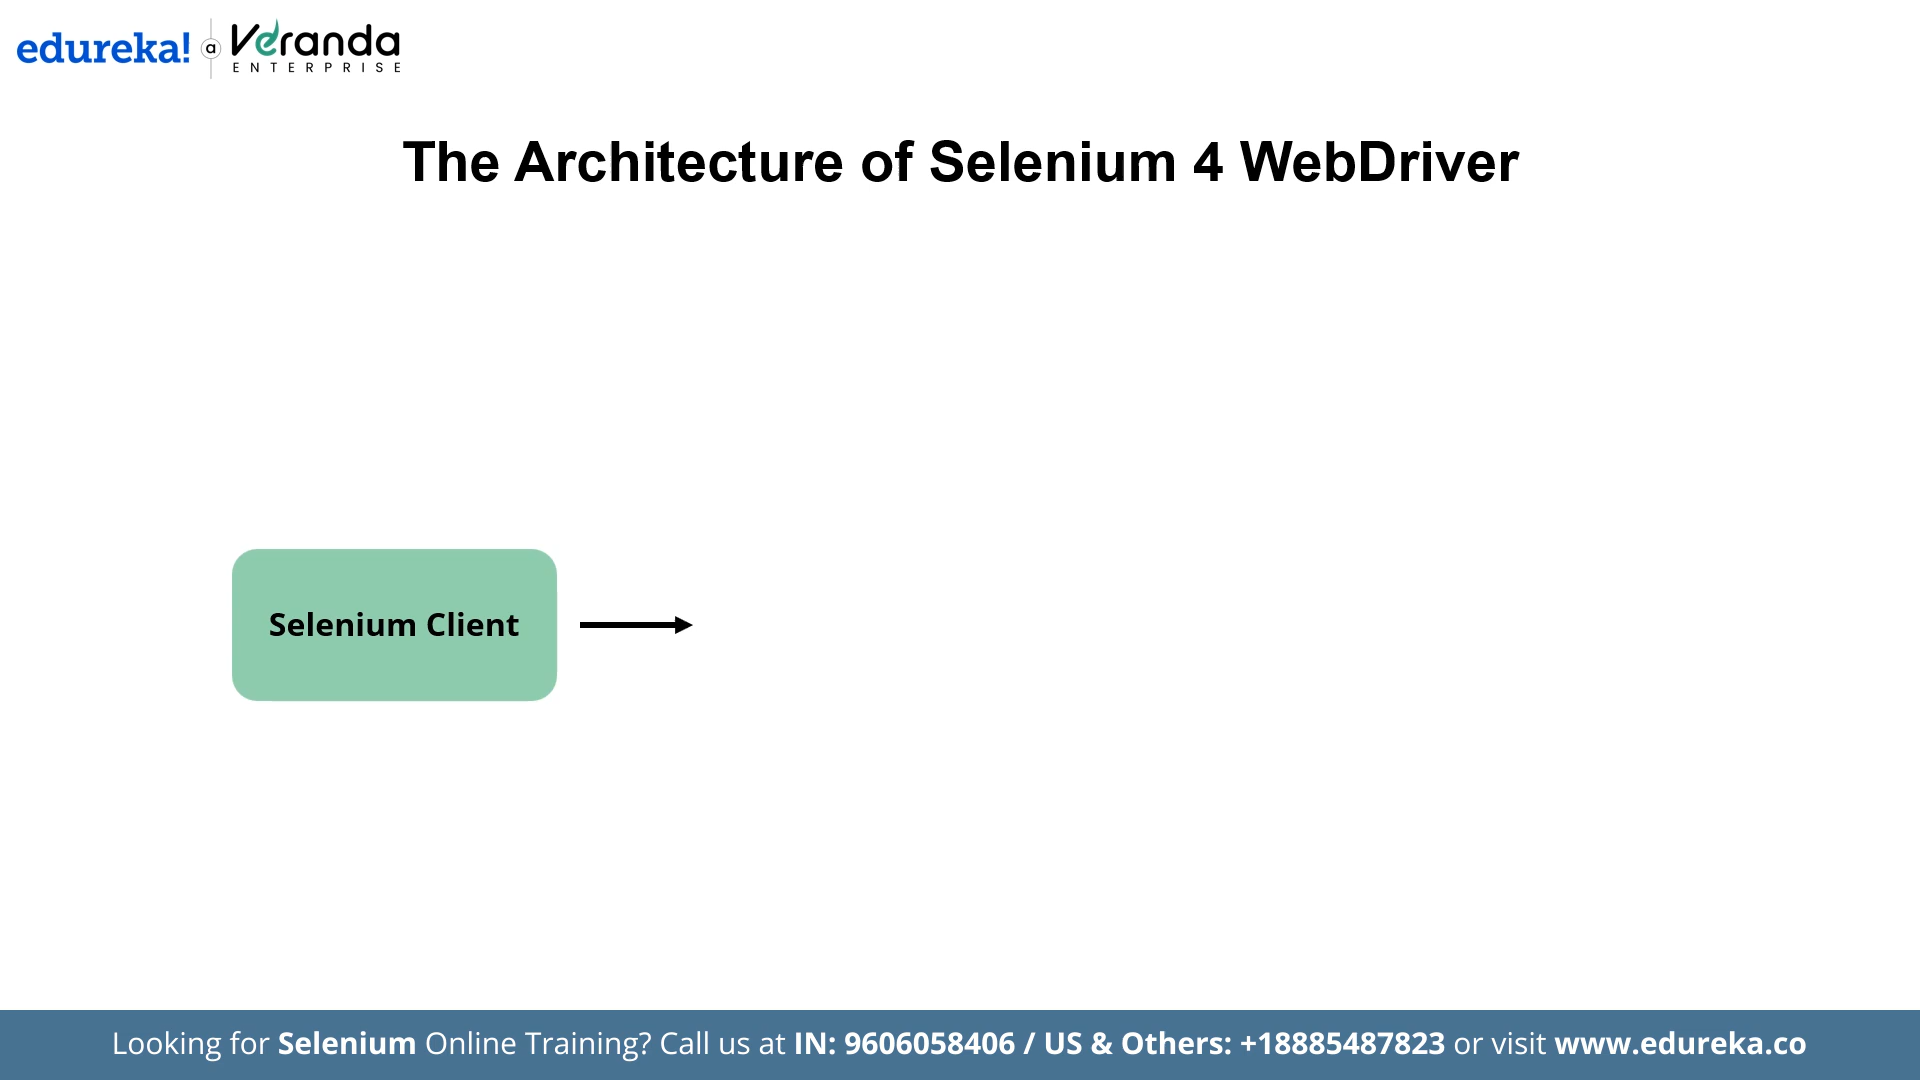 edureka! a Veranda
ENTERPRISE
The Architecture of Selenium 4 WebDriver
Selenium Client
Looking for Selenium Online Training? Call us at IN: 9606058406 / US & Others: +18885487823 or visit www.edureka.co